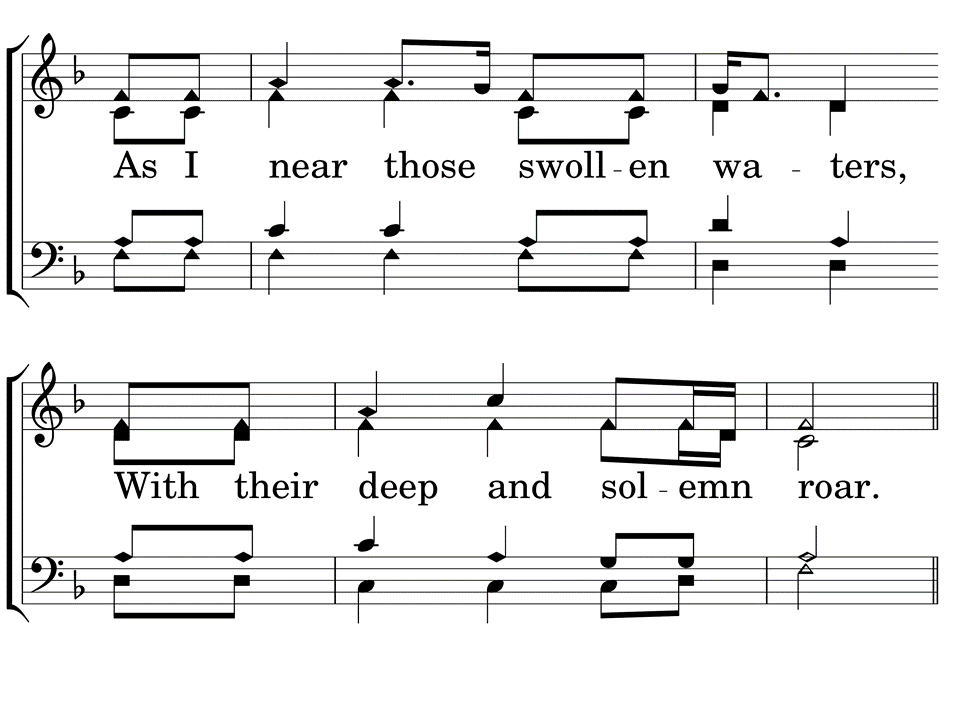 As I near those swoll - en wa - ters,
With their deep and sol - emn roar.